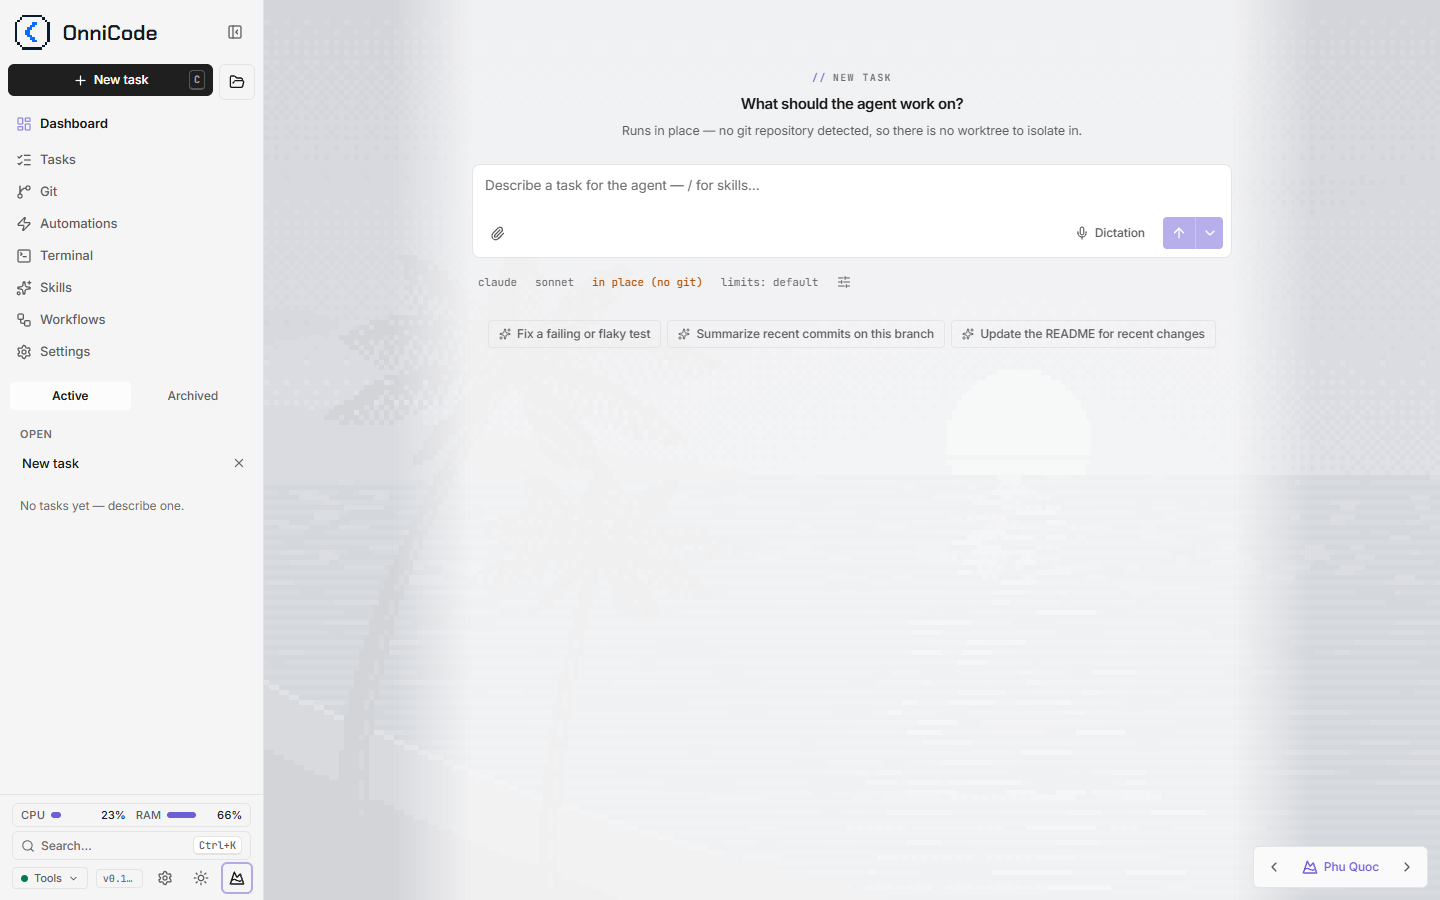 OnniCode
New task
C
Dashboard
Tasks
Git
Automations
Terminal
Skills
Workflows
Settings
Active
Archived
OPEN
New task
No tasks yet — describe one.
CPU
23%
RAM
66%
Search...
Ctrl+K
Tools
v0.1...
// NEW TASK
What should the agent work on?
Runs in place — no git repository detected, so there is no worktree to isolate in.
Describe a task for the agent — / for skills...
Dictation
claude
sonnet
in place (no git)
limits: default
Fix a failing or flaky test
Summarize recent commits on this branch
Update the README for recent changes
Phu Quoc